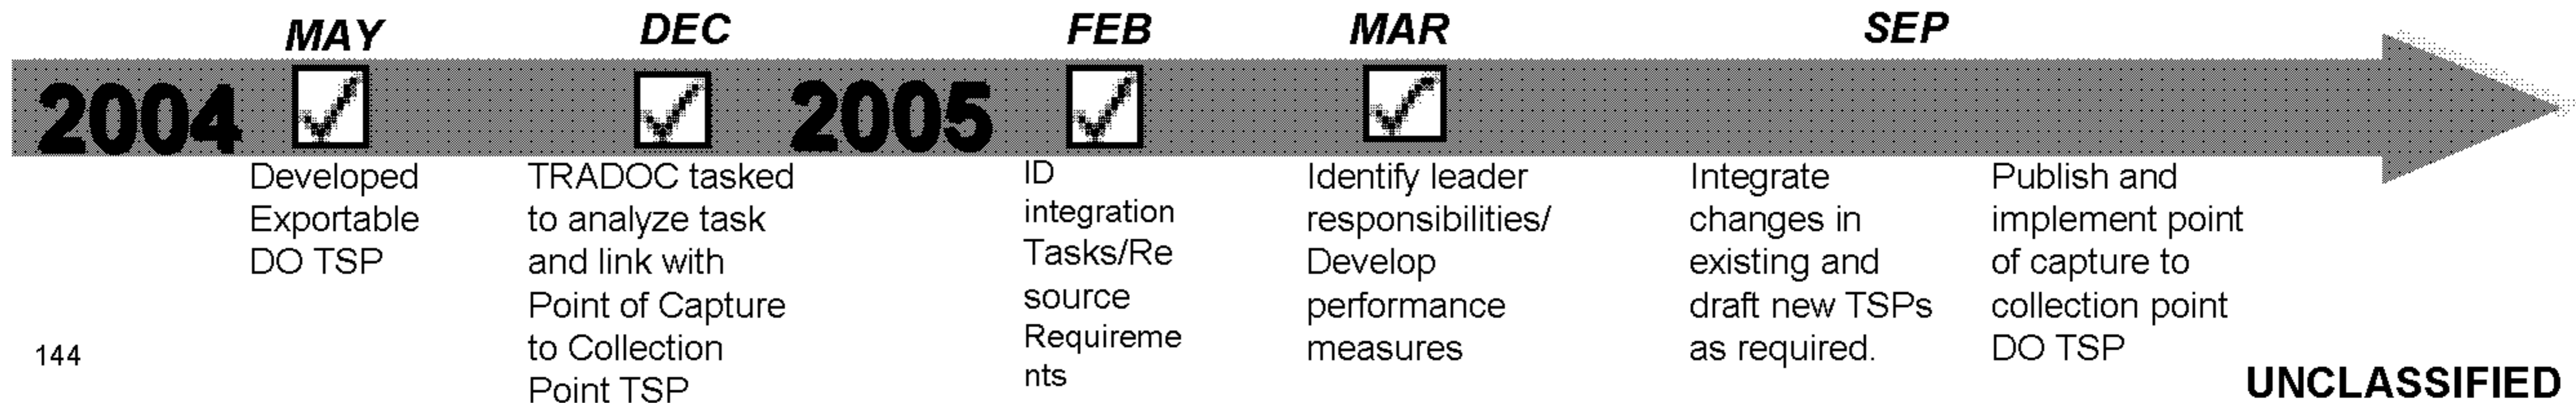 MAY DEC FEB MAR SEP
2004 2005
Developed
Exportable
DO TSP
TRADOC tasked
to analyze task
and link with
Point of Capture
to Collection
Point TSP
ID
integration
Tasks/Re
source
Requireme
nts
Identify leader
responsibilities/
Develop
performance
measures
Integrate
changes in
existing and
draft new TSPs
as required.
Publish and
implement point
of capture to
collection point
DO TSP
144
UNCLASSIFIED